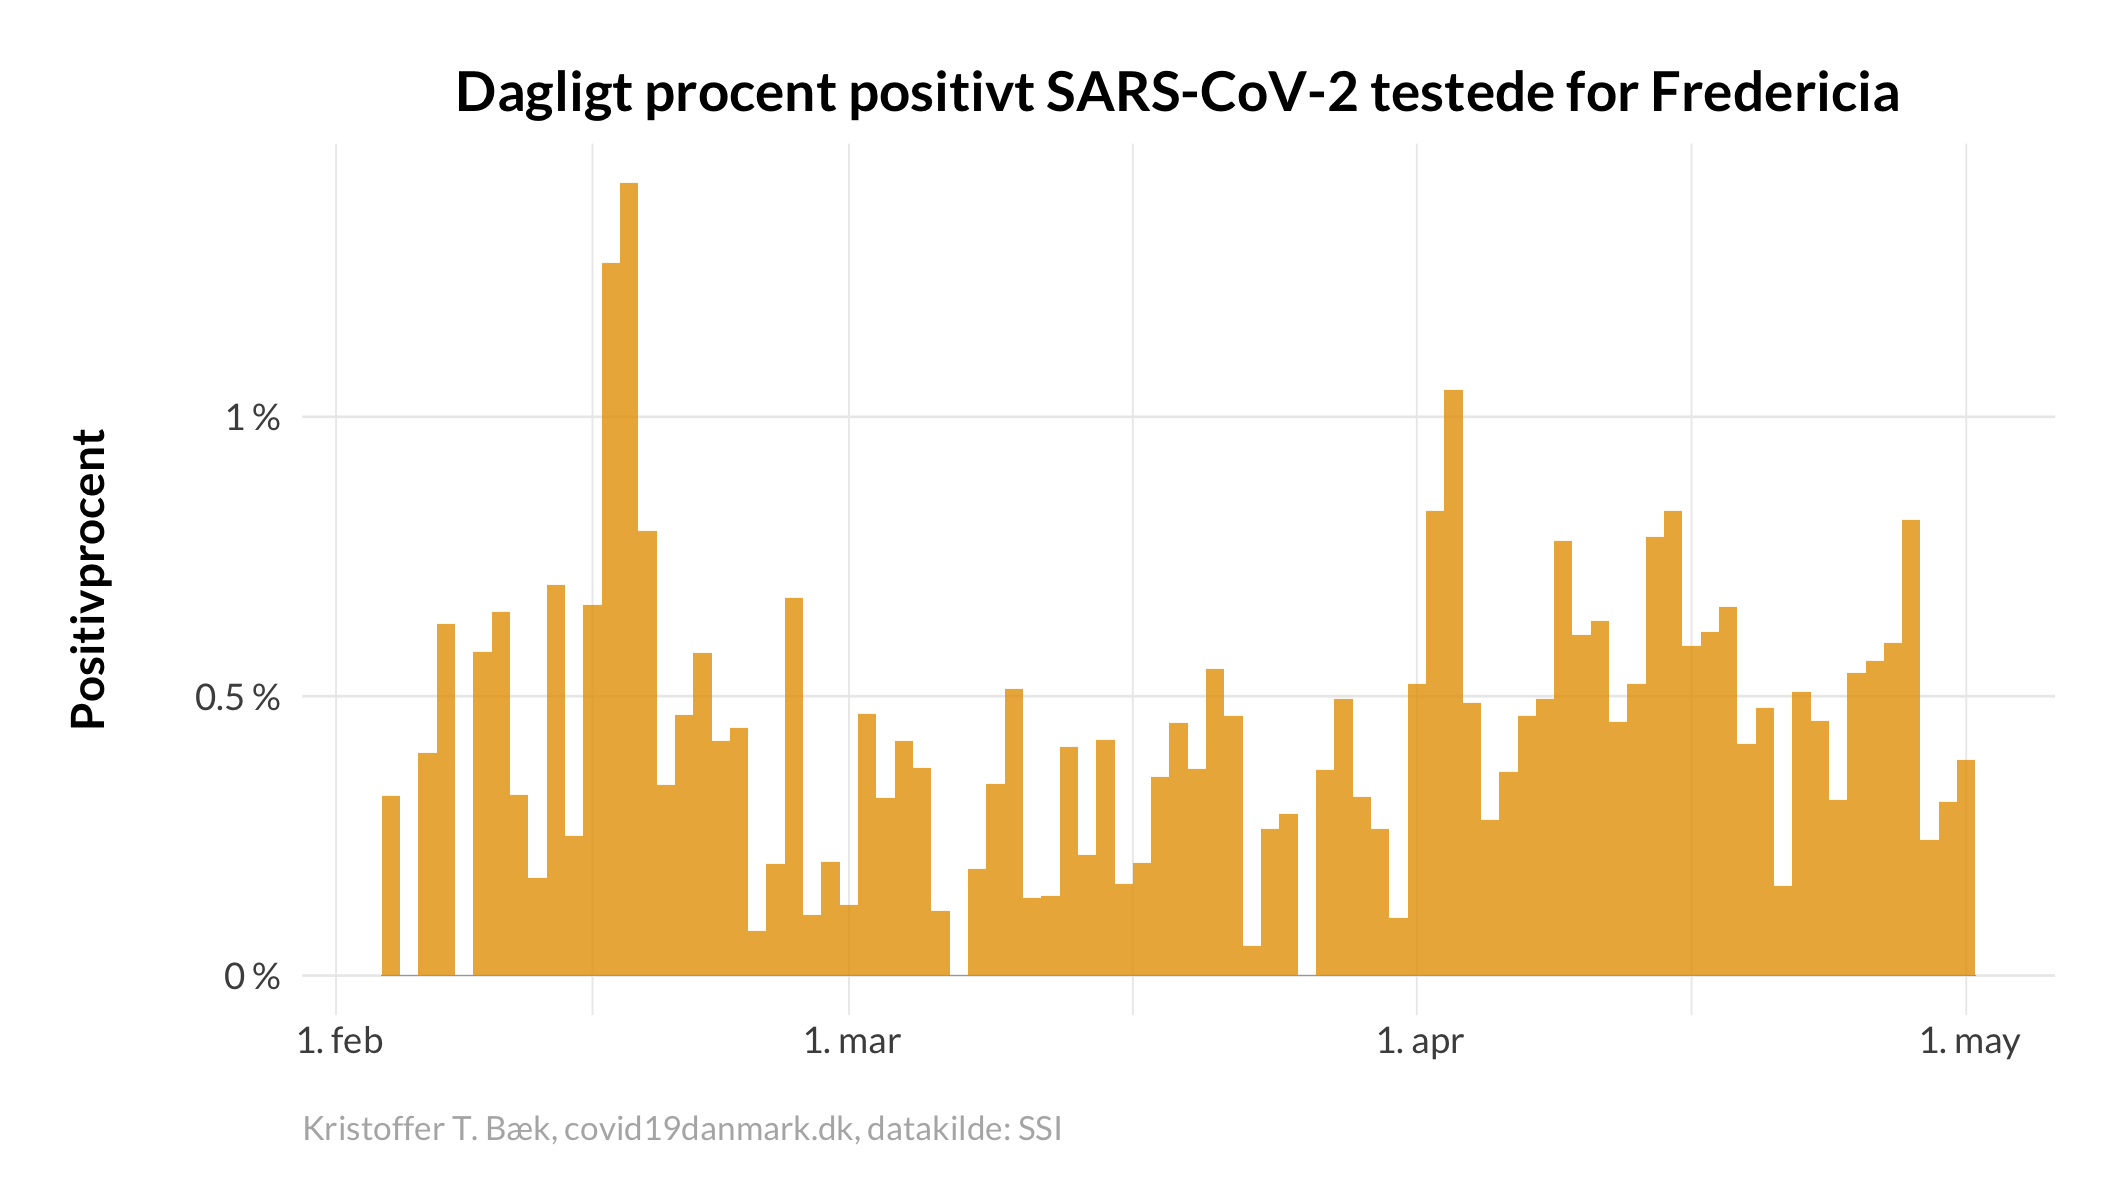 Dagligt procent positivt SARS-CoV-2 testede for Fredericia
Positivprocent
1 %
0.5 %
0 %
1. feb
1. mar
1. apr
1. may
Kristoffer T. Bæk, covid19danmark.dk, datakilde: SSI